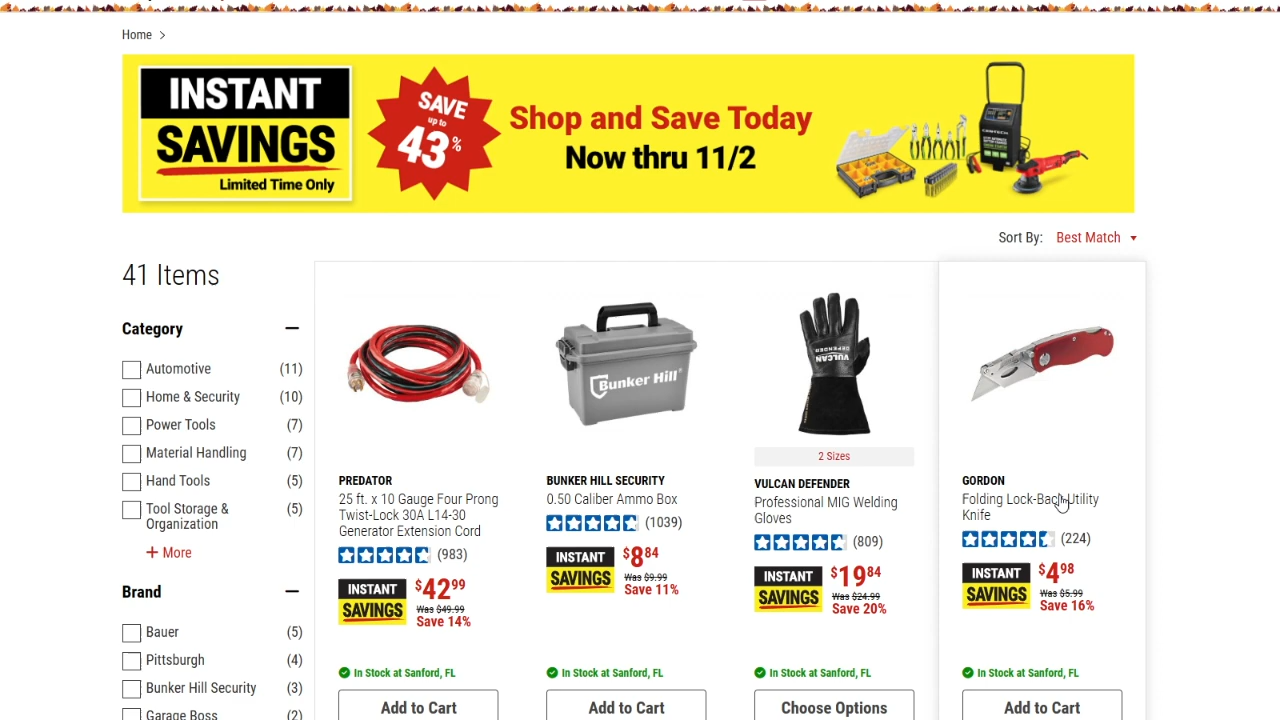 Home >
INSTANT
SAVINGS
Limited Time Only
SAVE
up to
43%
Shop and Save Today
Now thru 11/2
Sort By: Best Match
41 Items
Category
Automotive (11)
Home & Security (10)
Power Tools (7)
Material Handling (7)
Hand Tools (5)
Tool Storage & (5)
Organization
+ More
Brand
Bauer (5)
Pittsburgh (4)
Bunker Hill Security (3)
Garage Boss (2)
PREDATOR
25 ft. x 10 Gauge Four Prong
Twist-Lock 30A L14-30
Generator Extension Cord
(983)
INSTANT
SAVINGS
$42.99
Was $49.99
Save 14%
In Stock at Sanford, FL
Add to Cart
Bunker Hill®
BUNKER HILL SECURITY
0.50 Caliber Ammo Box
(1039)
INSTANT
SAVINGS
$8.84
Was $9.99
Save 11%
In Stock at Sanford, FL
Add to Cart
VULCAN
DEFENDER
2 Sizes
VULCAN DEFENDER
Professional MIG Welding
Gloves
(809)
INSTANT
SAVINGS
$19.84
Was $24.99
Save 20%
In Stock at Sanford, FL
Choose Options
GORDON
Folding Lock-Back Utility
Knife
(224)
INSTANT
SAVINGS
$4.98
Was $5.99
Save 16%
In Stock at Sanford, FL
Add to Cart